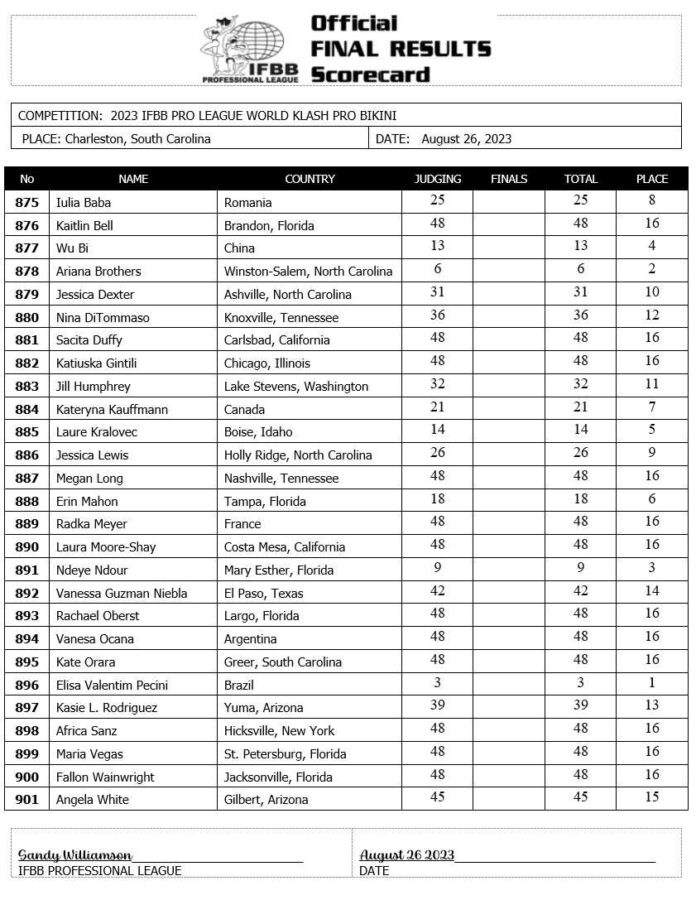 Official
FINAL RESULTS
Scorecard
IFBB
PROFESSIONAL LEAGUE
COMPETITION: 2023 IFBB PRO LEAGUE WORLD KLASH PRO BIKINI
PLACE: Charleston, South Carolina DATE: August 26, 2023
No NAME COUNTRY JUDGING FINALS TOTAL PLACE
875 Iulia Baba Romania 25 25 8
876 Kaitlin Bell Brandon, Florida 48 48 16
877 Wu Bi China 13 13 4
878 Ariana Brothers Winston-Salem, North Carolina 6 6 2
879 Jessica Dexter Ashville, North Carolina 31 31 10
880 Nina DiTommaso Knoxville, Tennessee 36 36 12
881 Sacita Duffy Carlsbad, California 48 48 16
882 Katiuska Gintili Chicago, Illinois 48 48 16
883 Jill Humphrey Lake Stevens, Washington 32 32 11
884 Kateryna Kauffmann Canada 21 21 7
885 Laure Kralovec Boise, Idaho 14 14 5
886 Jessica Lewis Holly Ridge, North Carolina 26 26 9
887 Megan Long Nashville, Tennessee 48 48 16
888 Erin Mahon Tampa, Florida 18 18 6
889 Radka Meyer France 48 48 16
890 Laura Moore-Shay Costa Mesa, California 48 48 16
891 Ndeye Ndour Mary Esther, Florida 9 9 3
892 Vanessa Guzman Niebla El Paso, Texas 42 42 14
893 Rachael Oberst Largo, Florida 48 48 16
894 Vanesa Ocana Argentina 48 48 16
895 Kate Orara Greer, South Carolina 48 48 16
896 Elisa Valentim Pecini Brazil 3 3 1
897 Kasie L. Rodriguez Yuma, Arizona 39 39 13
898 Africa Sanz Hicksville, New York 48 48 16
899 Maria Vegas St. Petersburg, Florida 48 48 16
900 Fallon Wainwright Jacksonville, Florida 48 48 16
901 Angela White Gilbert, Arizona 45 45 15
Sandy Williamson August 26 2023
IFBB PROFESSIONAL LEAGUE DATE